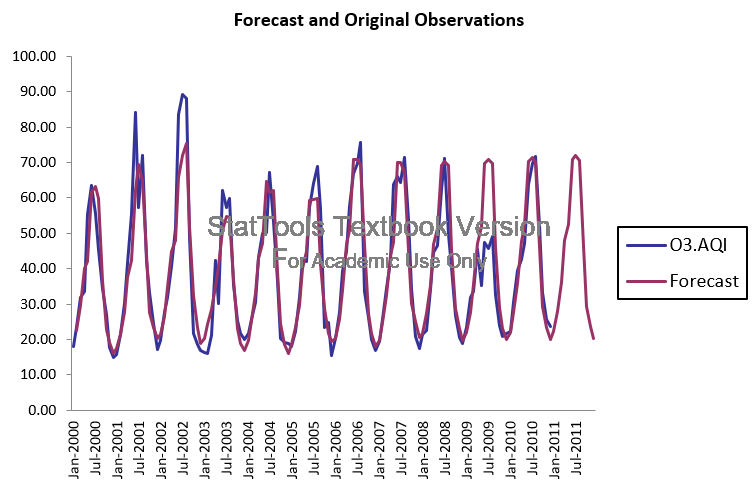 Forecast and Original Observations
100.00
90.00
80.00
70.00
60.00
50.00
40.00
30.00
20.00
10.00
0.00
StatTools Textbook Version
For Academic Use Only
O3.AQI
Forecast
Jan-2000
Jul-2000
Jan-2001
Jul-2001
Jan-2002
Jul-2002
Jan-2003
Jul-2003
Jan-2004
Jul-2004
Jan-2005
Jul-2005
Jan-2006
Jul-2006
Jan-2007
Jul-2007
Jan-2008
Jul-2008
Jan-2009
Jul-2009
Jan-2010
Jul-2010
Jan-2011
Jul-2011